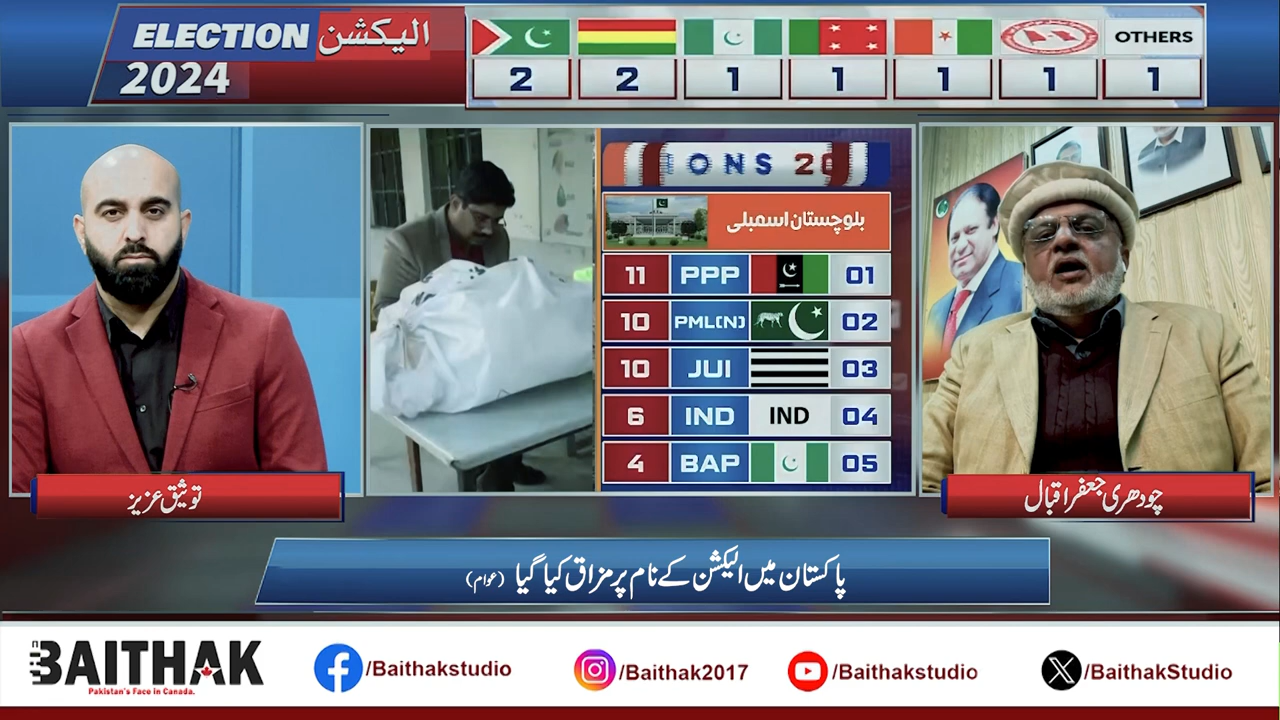 ELECTION الیکشن
2024
OTHERS
2 2 1 1 1 1 1
ONS 20
بلوچستان اسمبلی
11 PPP 01
10 PML(N) 02
10 JUI 03
6 IND IND 04
4 BAP 05
توثیق عزیز
چودھری جعفر اقبال
پاکستان میں الیکشن کے نام پر مزاق کیا گیا (عوام)
BAITHAK
Pakistan's Face in Canada.
/Baithakstudio
/Baithak2017
/Baithakstudio
/BaithakStudio